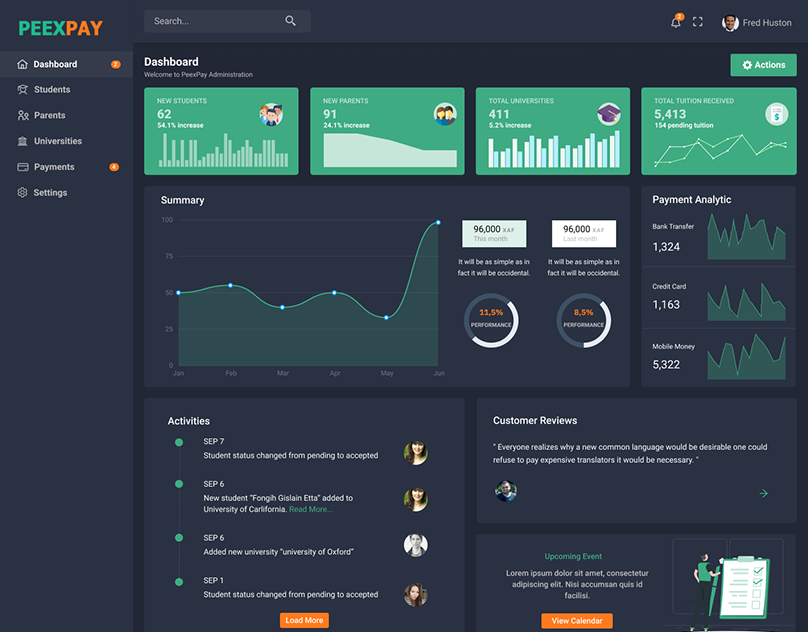 PEEXPAY
Search...
2
Fred Huston
Dashboard
2
Students
Parents
Universities
Payments
4
Settings
Dashboard
Welcome to PeexPay Administration
Actions
NEW STUDENTS
62
54.1% increase
NEW PARENTS
91
24.1% increase
TOTAL UNIVERSITIES
411
5.2% increase
TOTAL TUITION RECEIVED
5,413
154 pending tuition
$
Summary
100
75
50
25
0
Jan
Feb
Mar
Apr
May
Jun
96,000 XAF
This month
It will be as simple as in
fact it will be occidental.
11,5%
PERFORMANCE
96,000 XAF
Last month
It will be as simple as in
fact it will be occidental.
8,5%
PERFORMANCE
Payment Analytic
Bank Transfer
1,324
Credit Card
1,163
Mobile Money
5,322
Activities
SEP 7
Student status changed from pending to accepted
SEP 6
New student "Fongih Gislain Etta" added to
University of Carlifornia. Read More...
SEP 6
Added new university "university of Oxford"
SEP 1
Student status changed from pending to accepted
Load More
Customer Reviews
" Everyone realizes why a new common language would be desirable one could
refuse to pay expensive translators it would be necessary. "
Upcoming Event
Lorem ipsum dolor sit amet, consectetur
adipiscing elit. Nisi accumsan quis id
facilisi.
View Calendar